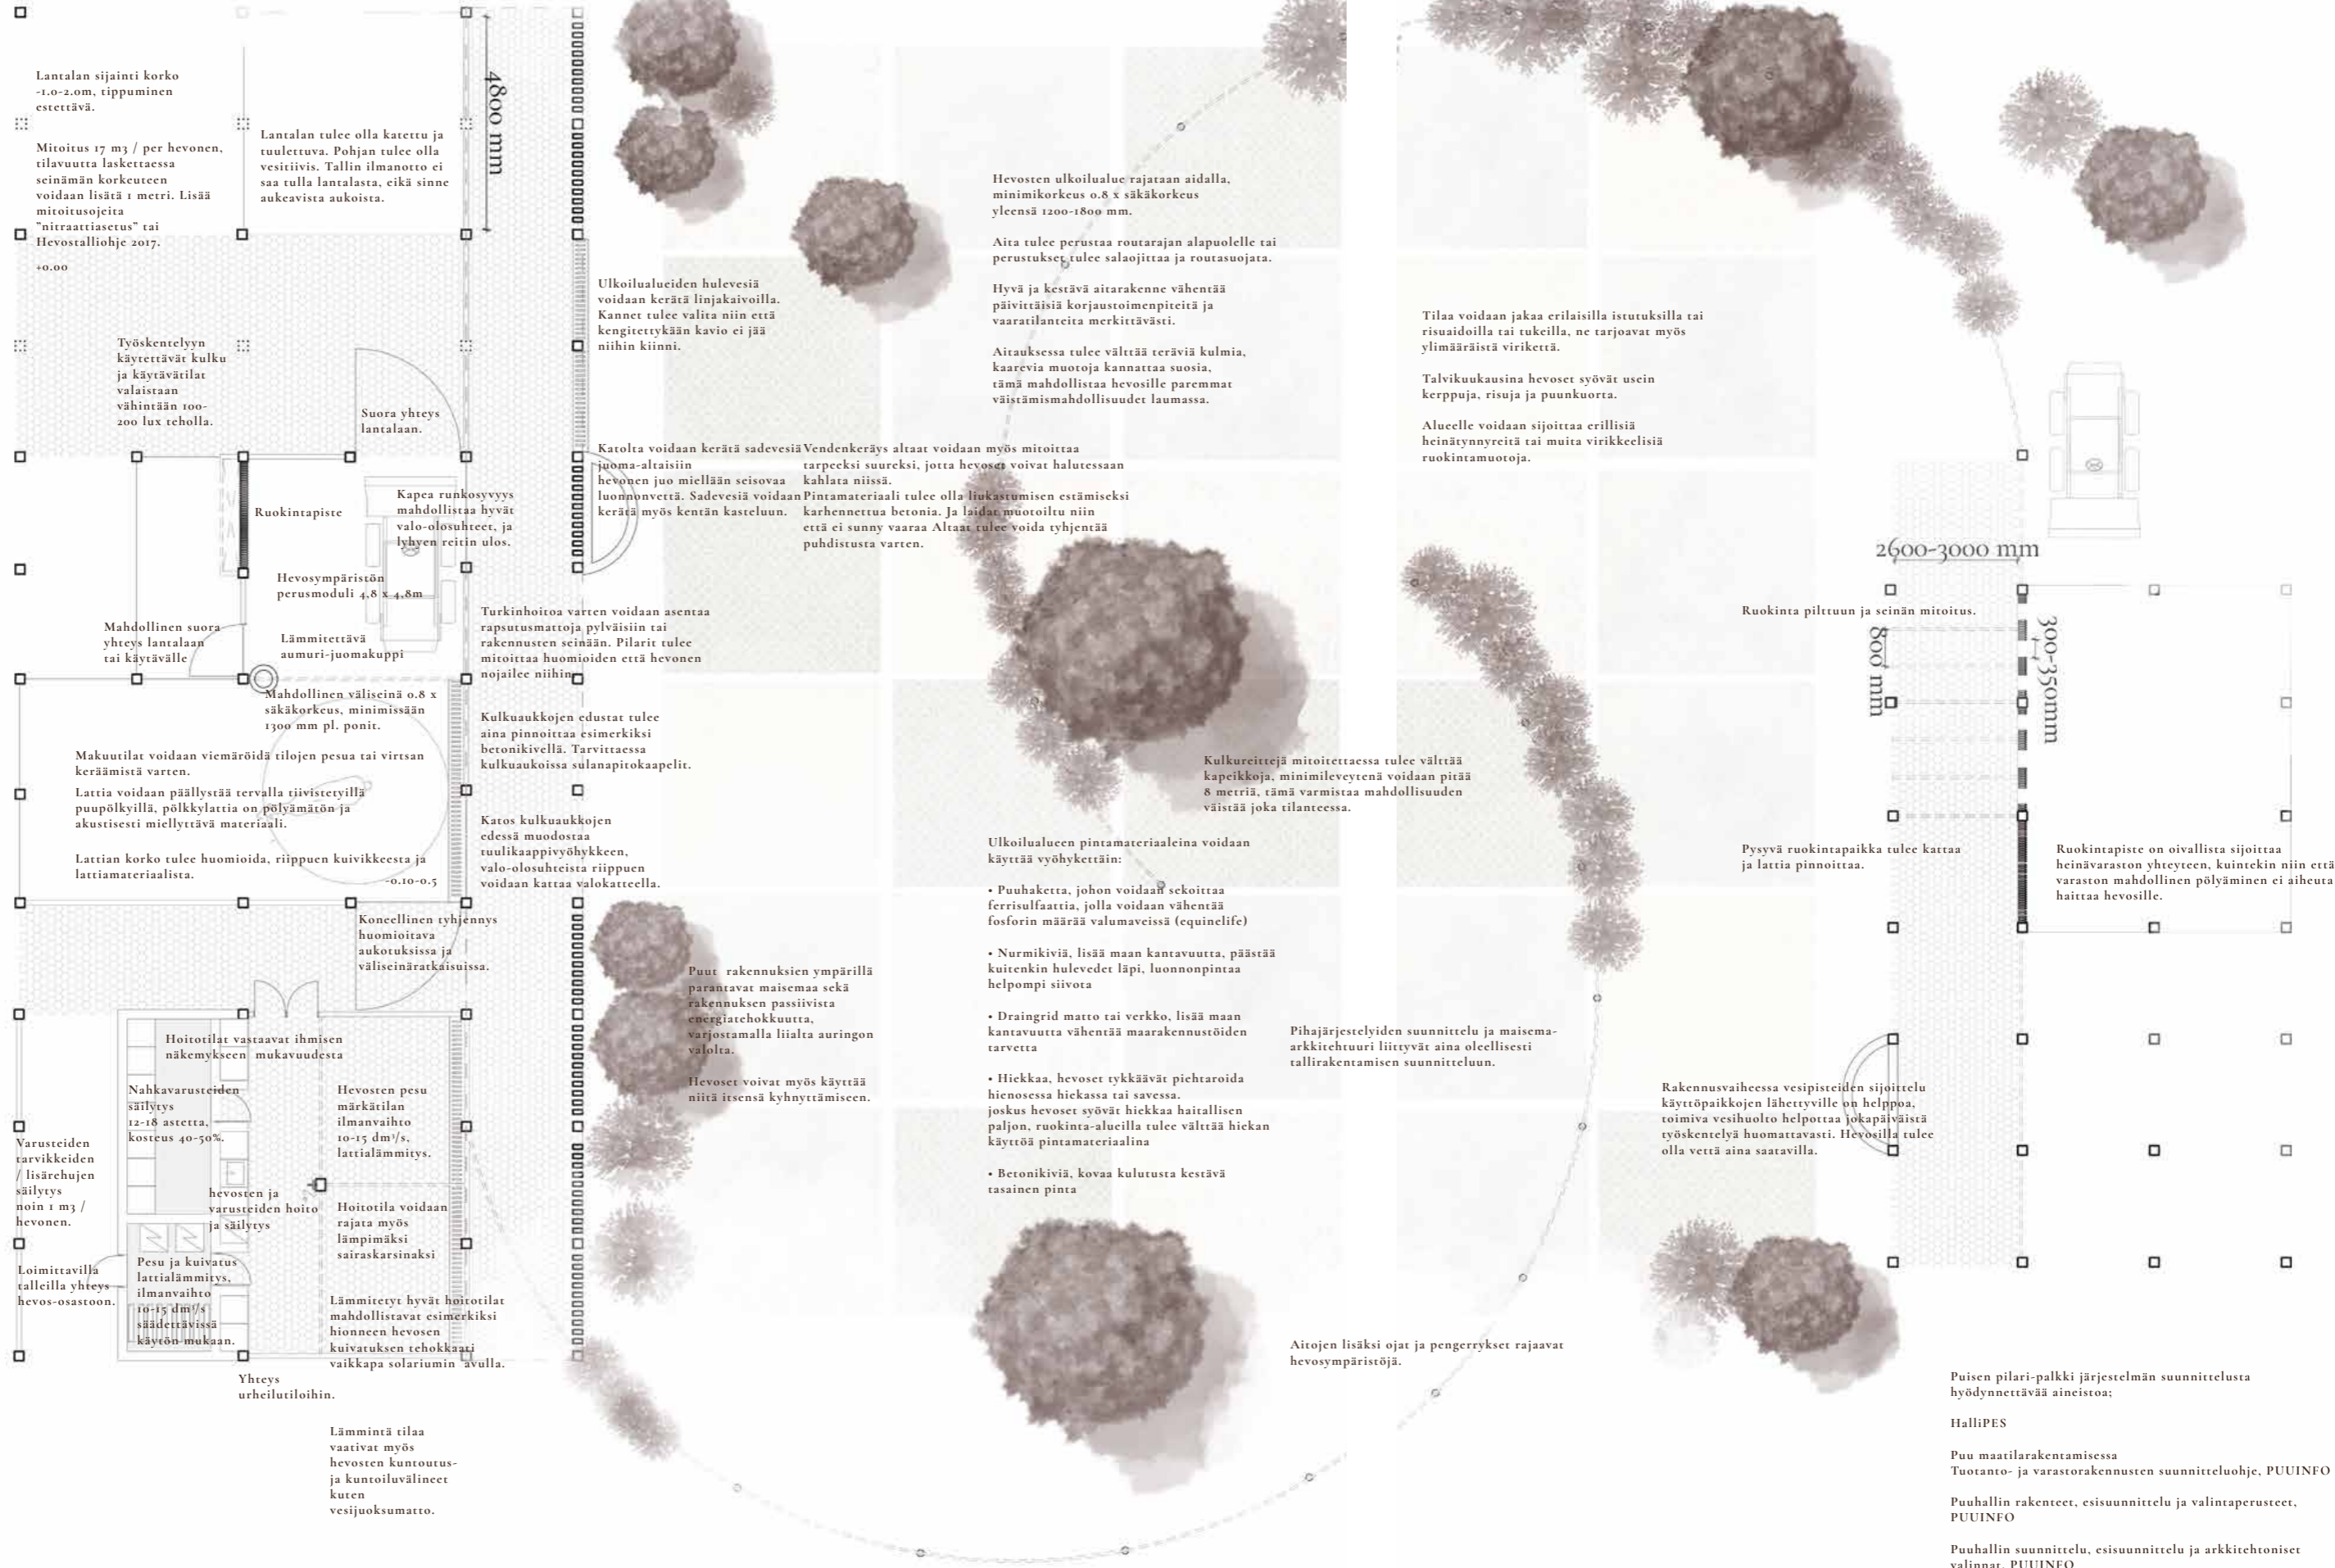 Lantalan sijainti korko
-1.0-2.0m, tippuminen
estettävä.
Mitoitus 17 m3 / per hevonen,
tilavuutta laskettaessa
seinämän korkeuteen
voidaan lisätä 1 metri. Lisää
mitoitusojeita
"nitraattiasetus" tai
Hevostalliohje 2017.
+0.00
Lantalan tulee olla katettu ja
tuulettuva. Pohjan tulee olla
vesitiivis. Tallin ilmanotto ei
saa tulla lantalasta, eikä sinne
aukeavista aukoista.
4800 mm
Työskentelyyn
käytettävät kulku
ja käytävätilat
valaistaan
vähintään 100-
200 lux teholla.
Suora yhteys
lantalaan.
Ruokintapiste
Kapea runkosyvyys
mahdollistaa hyvät
valo-olosuhteet, ja
lyhyen reitin ulos.
Hevosympäristön
perusmoduli 4,8 x 4,8m
Mahdollinen suora
yhteys lantalaan
tai käytävälle
Lämmitettävä
aumuri-juomakuppi
Mahdollinen väliseinä 0.8 x
säkäkorkeus, minimissään
1300 mm pl. ponit.
Makuutilat voidaan viemäröidä tilojen pesua tai virtsan
keräämistä varten.
Lattia voidaan päällystää tervalla tiivistetyillä
puupölkyillä, pölkkylattia on pölyämätön ja
akustisesti miellyttävä materiaali.
Lattian korko tulee huomioida, riippuen kuivikkeesta ja
lattiamateriaalista.
-0.10-0.5
Koneellinen tyhjennys
huomioitava
aukotuksissa ja
väliseinäratkaisuissa.
Hoitotilat vastaavat ihmisen
näkemykseen mukavuudesta
Nahkavarusteiden
säilytys
12-18 astetta,
kosteus 40-50%.
Hevosten pesu
märkätilan
ilmanvaihto
10-15 dm³/s,
lattialämmitys.
Varusteiden
tarvikkeiden
/ lisärehujen
säilytys
noin 1 m3 /
hevonen.
hevosten ja
varusteiden hoito
ja säilytys
Hoitotila voidaan
rajata myös
lämpimäksi
sairaskarsinaksi
Loimittavilla
talleilla yhteys
hevos-osastoon.
Pesu ja kuivatus
lattialämmitys,
ilmanvaihto
10-15 dm³/s
säädettävissä
käytön mukaan.
Lämmitetyt hyvät hoitotilat
mahdollistavat esimerkiksi
hionneen hevosen
kuivatuksen tehokkaati
vaikkapa solariumin avulla.
Yhteys
urheilutiloihin.
Lämmintä tilaa
vaativat myös
hevosten kuntoutus-
ja kuntoiluvälineet
kuten
vesijuoksumatto.
Ulkoilualueiden hulevesiä
voidaan kerätä linjakaivoilla.
Kannet tulee valita niin että
kengitettykään kavio ei jää
niihin kiinni.
Katolta voidaan kerätä sadevesiä
juoma-altaisiin
hevonen juo miellään seisovaa
luonnonvettä. Sadevesiä voidaan
kerätä myös kentän kasteluun.
Vendenkeräys altaat voidaan myös mitoittaa
tarpeeksi suureksi, jotta hevoset voivat halutessaan
kahlata niissä.
Pintamateriaali tulee olla liukastumisen estämiseksi
karhennettua betonia. Ja laidat muotoiltu niin
että ei sunny vaaraa Altaat tulee voida tyhjentää
puhdistusta varten.
Turkinhoitoa varten voidaan asentaa
rapsutusmattoja pylväisiin tai
rakennusten seinään. Pilarit tulee
mitoittaa huomioiden että hevonen
nojailee niihin
Kulkuaukkojen edustat tulee
aina pinnoittaa esimerkiksi
betonikivellä. Tarvittaessa
kulkuaukoissa sulanapitokaapelit.
Katos kulkuaukkojen
edessä muodostaa
tuulikaappivyöhykkeen,
valo-olosuhteista riippuen
voidaan kattaa valokatteella.
Puut rakennuksien ympärillä
parantavat maisemaa sekä
rakennuksen passiivista
energiatehokkuutta,
varjostamalla liialta auringon
valolta.
Hevoset voivat myös käyttää
niitä itsensä kyhnyttämiseen.
Hevosten ulkoilualue rajataan aidalla,
minimikorkeus 0.8 x säkäkorkeus
yleensä 1200-1800 mm.
Aita tulee perustaa routarajan alapuolelle tai
perustukset tulee salaojittaa ja routasuojata.
Hyvä ja kestävä aitarakenne vähentää
päivittäisiä korjaustoimenpiteitä ja
vaaratilanteita merkittävästi.
Aitauksessa tulee välttää teräviä kulmia,
kaarevia muotoja kannattaa suosia,
tämä mahdollistaa hevosille paremmat
väistämismahdollisuudet laumassa.
Kulkureittejä mitoitettaessa tulee välttää
kapeikkoja, minimileveytenä voidaan pitää
8 metriä, tämä varmistaa mahdollisuuden
väistää joka tilanteessa.
Ulkoilualueen pintamateriaaleina voidaan
käyttää vyöhykettäin:
• Puuhaketta, johon voidaan sekoittaa
ferrisulfaattia, jolla voidaan vähentää
fosforin määrää valumaveissä (equinelife)
• Nurmikiviä, lisää maan kantavuutta, päästää
kuitenkin hulevedet läpi, luonnonpintaa
helpompi siivota
• Draingrid matto tai verkko, lisää maan
kantavuutta vähentää maarakennustöiden
tarvetta
• Hiekkaa, hevoset tykkäävät piehtaroida
hienosessa hiekassa tai savessa.
joskus hevoset syövät hiekkaa haitallisen
paljon, ruokinta-alueilla tulee välttää hiekan
käyttöä pintamateriaalina
• Betonikiviä, kovaa kulutusta kestävä
tasainen pinta
Pihajärjestelyiden suunnittelu ja maisema-
arkkitehtuuri liittyvät aina oleellisesti
tallirakentamisen suunnitteluun.
Aitojen lisäksi ojat ja pengerrykset rajaavat
hevosympäristöjä.
Tilaa voidaan jakaa erilaisilla istutuksilla tai
risuaidoilla tai tukeilla, ne tarjoavat myös
ylimääräistä virikettä.
Talvikuukausina hevoset syövät usein
kerppuja, risuja ja puunkuorta.
Alueelle voidaan sijoittaa erillisiä
heinätynnyreitä tai muita virikkeelisiä
ruokintamuotoja.
2600-3000 mm
Ruokinta pilttuun ja seinän mitoitus.
800 mm
300-350mm
Pysyvä ruokintapaikka tulee kattaa
ja lattia pinnoittaa.
Ruokintapiste on oivallista sijoittaa
heinävaraston yhteyteen, kuintekin niin että
varaston mahdollinen pölyäminen ei aiheuta
haittaa hevosille.
Rakennusvaiheessa vesipisteiden sijoittelu
käyttöpaikkojen lähettyville on helppoa,
toimiva vesihuolto helpottaa jokapäiväistä
työskentelyä huomattavasti. Hevosilla tulee
olla vettä aina saatavilla.
Puisen pilari-palkki järjestelmän suunnittelusta
hyödynnettävää aineistoa;
HalliPES
Puu maatilarakentamisessa
Tuotanto- ja varastorakennusten suunnitteluohje, PUUINFO
Puuhallin rakenteet, esisuunnittelu ja valintaperusteet,
PUUINFO
Puuhallin suunnittelu, esisuunnittelu ja arkkitehtoniset
valinnat, PUUINFO